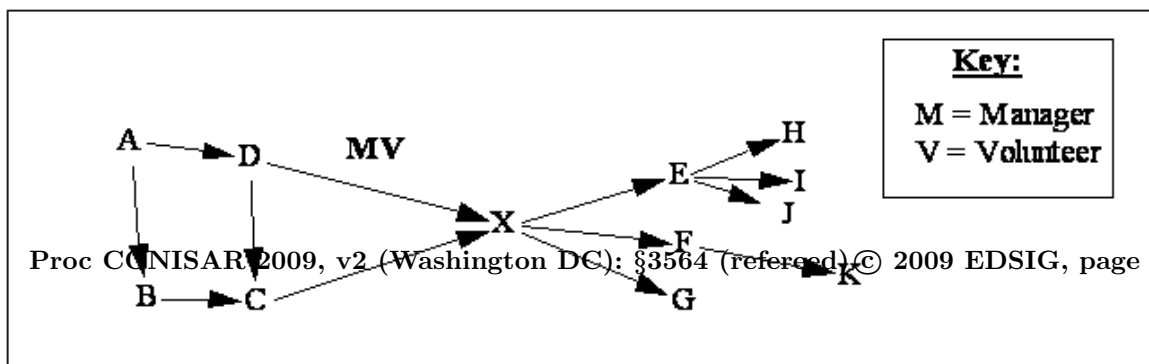 Key:
M = Manager
V = Volunteer
H
A
MV
D
E
I
J
X
F
Proc CONISAR 2009, v2 (Washington DC): §3564 (refereed) © 2009 EDSIG, page
K
B
C
G